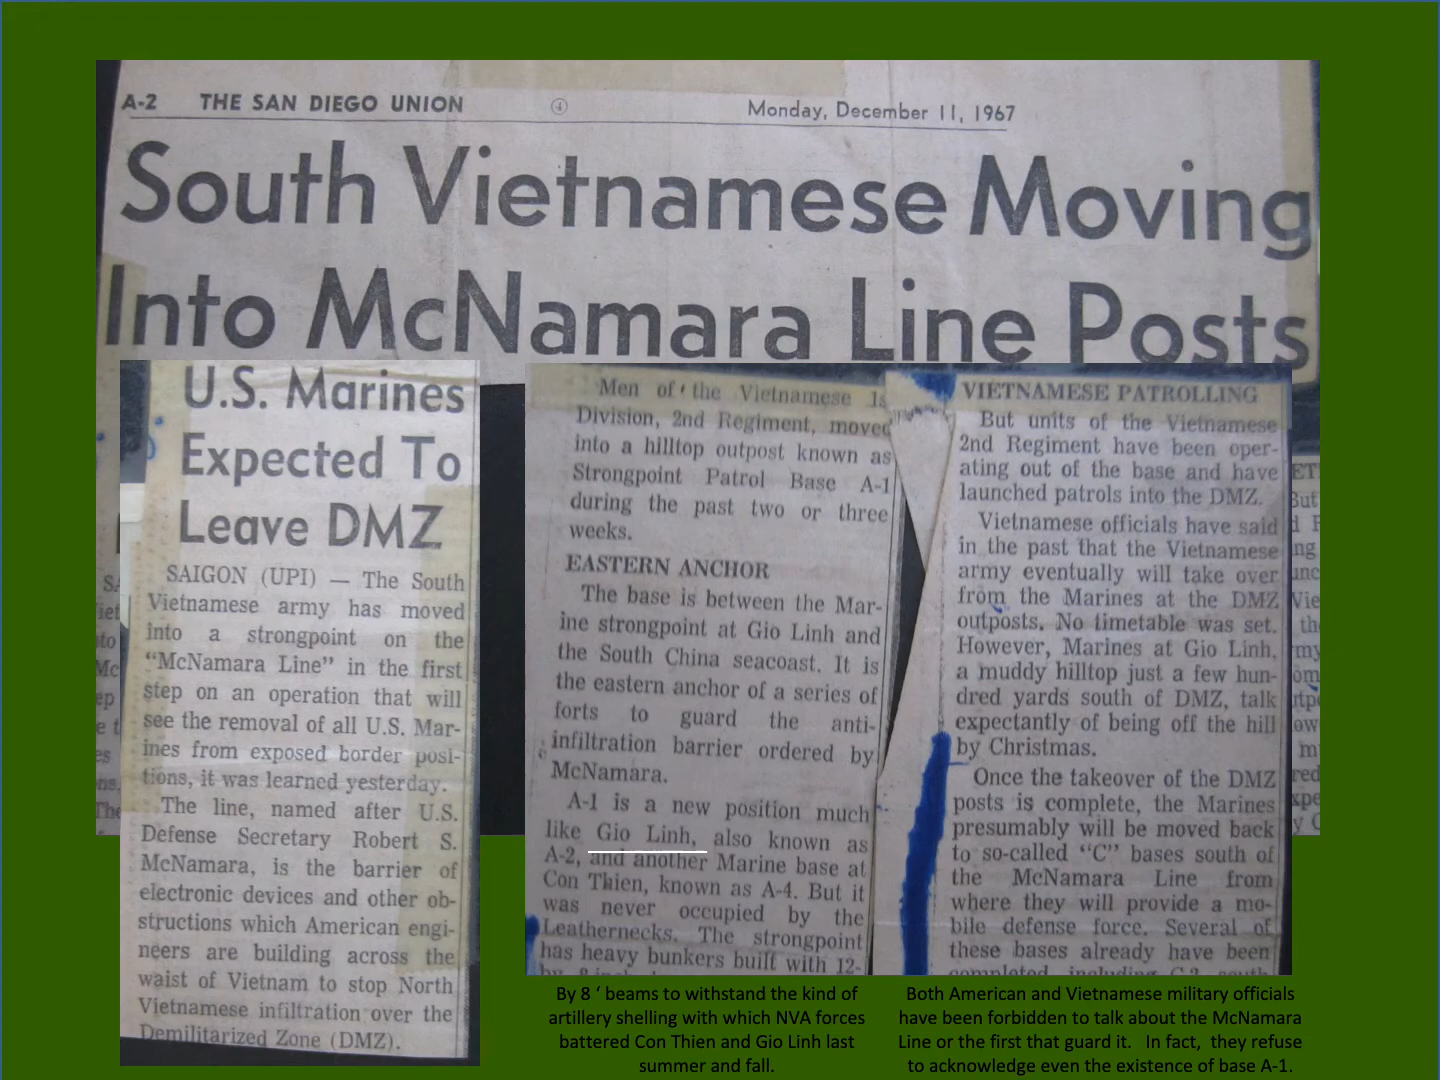 A-2 THE SAN DIEGO UNION 4 Monday, December 11, 1967
South Vietnamese Moving
Into McNamara Line Posts
U.S. Marines
Expected To
Leave DMZ
SAIGON (UPI) — The South
Vietnamese army has moved
into a strongpoint on the
“McNamara Line” in the first
step on an operation that will
see the removal of all U.S. Mar-
ines from exposed border posi-
tions, it was learned yesterday.
The line, named after U.S.
Defense Secretary Robert S.
McNamara, is the barrier of
electronic devices and other ob-
structions which American engi-
neers are building across the
waist of Vietnam to stop North
Vietnamese infiltration over the
Demilitarized Zone (DMZ).
Men of the Vietnamese 1s
Division, 2nd Regiment, moved
into a hilltop outpost known as
Strongpoint Patrol Base A-1
during the past two or three
weeks.
EASTERN ANCHOR
The base is between the Mar-
ine strongpoint at Gio Linh and
the South China seacoast. It is
the eastern anchor of a series of
forts to guard the anti-
infiltration barrier ordered by
McNamara.
A-1 is a new position much
like Gio Linh, also known as
A-2, and another Marine base at
Con Thien, known as A-4. But it
was never occupied by the
Leathernecks. The strongpoint
has heavy bunkers built with 12-
By 8 ‘ beams to withstand the kind of
artillery shelling with which NVA forces
battered Con Thien and Gio Linh last
summer and fall.
VIETNAMESE PATROLLING
But units of the Vietnamese
2nd Regiment have been oper-
ating out of the base and have
launched patrols into the DMZ.
Vietnamese officials have said
in the past that the Vietnamese
army eventually will take over
from the Marines at the DMZ
outposts. No timetable was set.
However, Marines at Gio Linh,
a muddy hilltop just a few hun-
dred yards south of DMZ, talk
expectantly of being off the hill
by Christmas.
Once the takeover of the DMZ
posts is complete, the Marines
presumably will be moved back
to so-called “C” bases south of
the McNamara Line from
where they will provide a mo-
bile defense force. Several of
these bases already have been
Both American and Vietnamese military officials
have been forbidden to talk about the McNamara
Line or the first that guard it. In fact, they refuse
to acknowledge even the existence of base A-1.